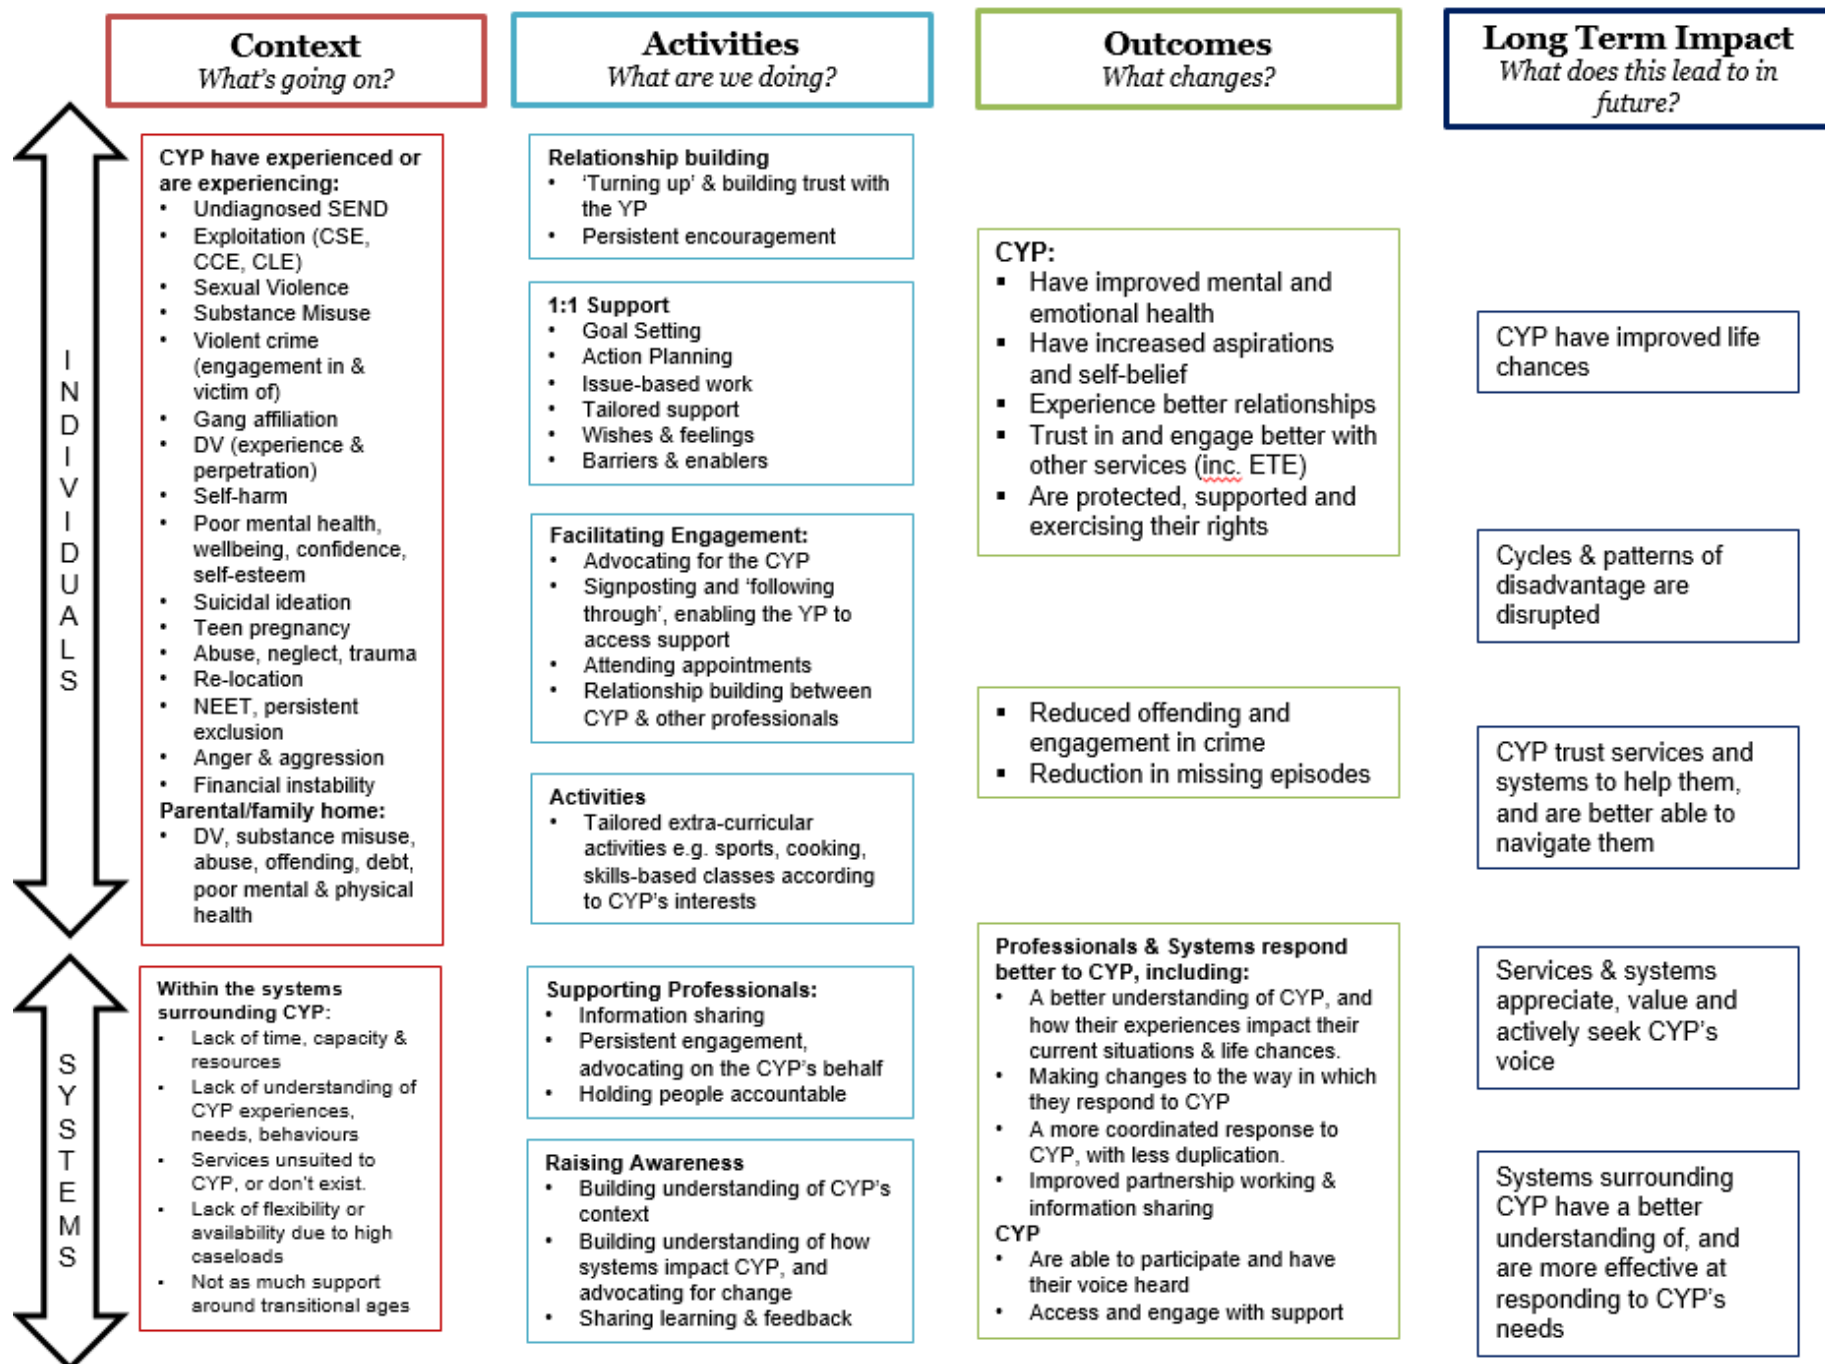 Context
What's going on?
Activities
What are we doing?
Outcomes
What changes?
Long Term Impact
What does this lead to in
future?
INDIVIDUALS
CYP have experienced or
are experiencing:
• Undiagnosed SEND
• Exploitation (CSE,
CCE, CLE)
• Sexual Violence
• Substance Misuse
• Violent crime
(engagement in &
victim of)
• Gang affiliation
• DV (experience &
perpetration)
• Self-harm
• Poor mental health,
wellbeing, confidence,
self-esteem
• Suicidal ideation
• Teen pregnancy
• Abuse, neglect, trauma
• Re-location
• NEET, persistent
exclusion
• Anger & aggression
• Financial instability
Parental/family home:
• DV, substance misuse,
abuse, offending, debt,
poor mental & physical
health
Relationship building
• 'Turning up' & building trust with
the YP
• Persistent encouragement
1:1 Support
• Goal Setting
• Action Planning
• Issue-based work
• Tailored support
• Wishes & feelings
• Barriers & enablers
Facilitating Engagement:
• Advocating for the CYP
• Signposting and 'following
through', enabling the YP to
access support
• Attending appointments
• Relationship building between
CYP & other professionals
Activities
• Tailored extra-curricular
activities e.g. sports, cooking,
skills-based classes according
to CYP's interests
CYP:
▪ Have improved mental and
emotional health
▪ Have increased aspirations
and self-belief
▪ Experience better relationships
▪ Trust in and engage better with
other services (inc. ETE)
▪ Are protected, supported and
exercising their rights
▪ Reduced offending and
engagement in crime
▪ Reduction in missing episodes
CYP have improved life
chances
Cycles & patterns of
disadvantage are
disrupted
CYP trust services and
systems to help them,
and are better able to
navigate them
SYSTEMS
Within the systems
surrounding CYP:
• Lack of time, capacity &
resources
• Lack of understanding of
CYP experiences,
needs, behaviours
• Services unsuited to
CYP, or don't exist.
• Lack of flexibility or
availability due to high
caseloads
• Not as much support
around transitional ages
Supporting Professionals:
• Information sharing
• Persistent engagement,
advocating on the CYP's behalf
• Holding people accountable
Raising Awareness
• Building understanding of CYP's
context
• Building understanding of how
systems impact CYP, and
advocating for change
• Sharing learning & feedback
Professionals & Systems respond
better to CYP, including:
• A better understanding of CYP, and
how their experiences impact their
current situations & life chances.
• Making changes to the way in which
they respond to CYP
• A more coordinated response to
CYP, with less duplication.
• Improved partnership working &
information sharing
CYP
• Are able to participate and have
their voice heard
• Access and engage with support
Services & systems
appreciate, value and
actively seek CYP's
voice
Systems surrounding
CYP have a better
understanding of, and
are more effective at
responding to CYP's
needs